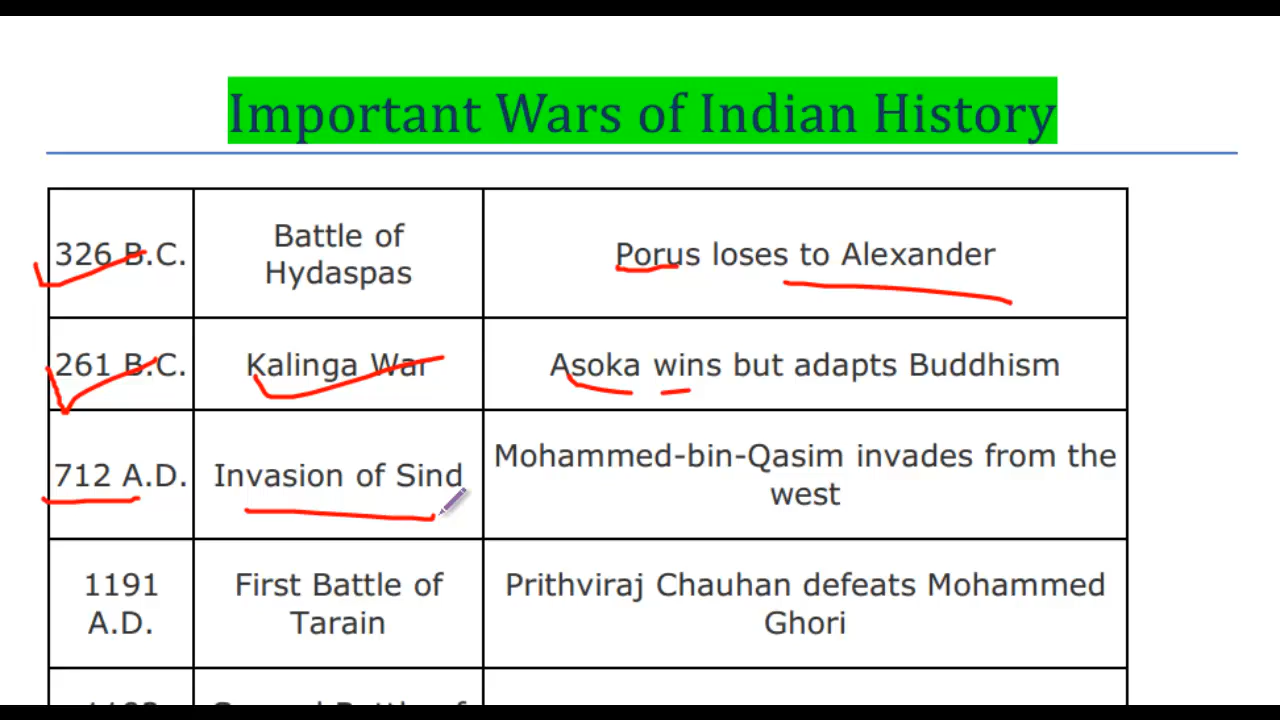 Important Wars of Indian History
326 B.C.
Battle of
Hydaspas
Porus loses to Alexander
261 B.C.
Kalinga War
Asoka wins but adapts Buddhism
712 A.D.
Invasion of Sind
Mohammed-bin-Qasim invades from the
west
1191
A.D.
First Battle of
Tarain
Prithviraj Chauhan defeats Mohammed
Ghori